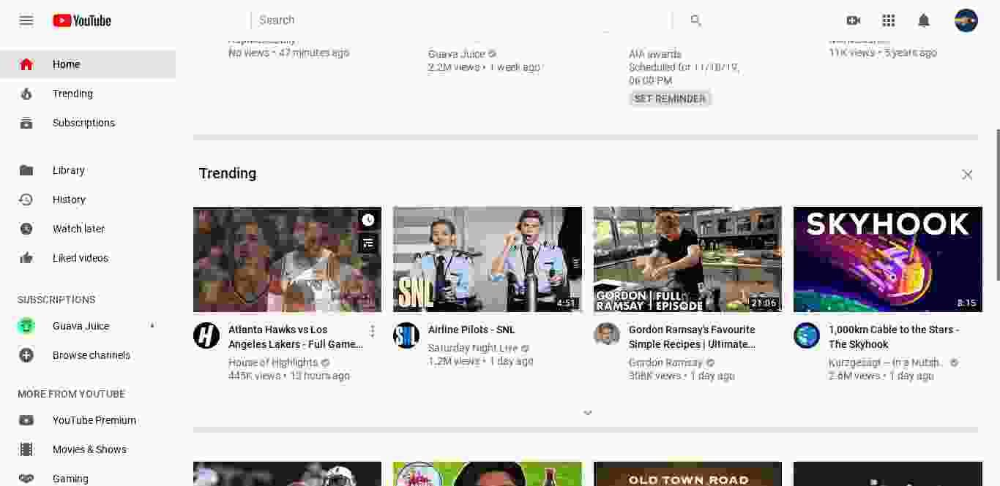 YouTube
Search
No views • 47 minutes ago
Guava Juice
2.2M views • 1 week ago
AIA awards
Scheduled for 11/18/19,
06:00 PM
SET REMINDER
11K views • 5 years ago
Home
Trending
Subscriptions
Library
History
Watch later
Liked videos
SUBSCRIPTIONS
Guava Juice
Browse channels
MORE FROM YOUTUBE
YouTube Premium
Movies & Shows
Gaming
Trending
SNL
4:51
GORDON RAMSAY | FULL EPISODE
21:06
SKYHOOK
8:15
H
Atlanta Hawks vs Los
Angeles Lakers - Full Game...
House of Highlights
445K views • 13 hours ago
SNL
Airline Pilots - SNL
Saturday Night Live
1.2M views • 1 day ago
Gordon Ramsay's Favourite
Simple Recipes | Ultimate...
Gordon Ramsay
308K views • 1 day ago
1,000km Cable to the Stars -
The Skyhook
Kurzgesagt – In a Nutsh...
2.6M views • 1 day ago
OLD TOWN ROAD